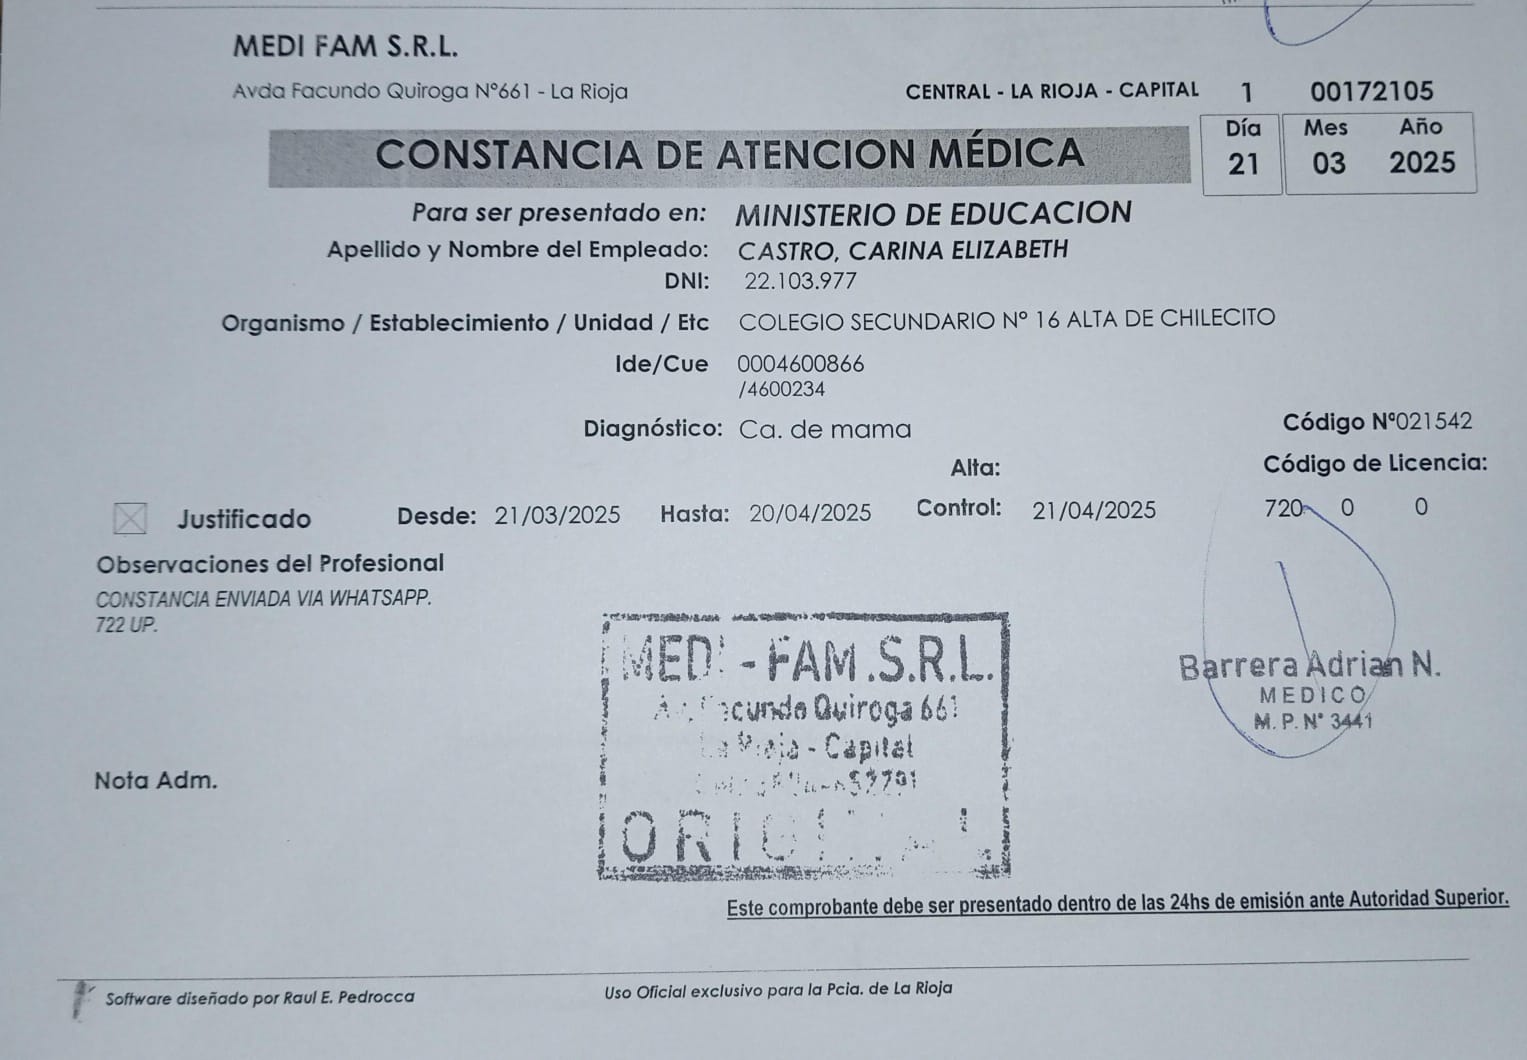 MEDI FAM S.R.L.
Avda Facundo Quiroga Nº661 - La Rioja
CENTRAL - LA RIOJA - CAPITAL 1 00172105
CONSTANCIA DE ATENCION MÉDICA
Día Mes Año
21 03 2025
Para ser presentado en: MINISTERIO DE EDUCACION
Apellido y Nombre del Empleado: CASTRO, CARINA ELIZABETH
DNI: 22.103.977
Organismo / Establecimiento / Unidad / Etc COLEGIO SECUNDARIO Nº 16 ALTA DE CHILECITO
Ide/Cue 0004600866
/4600234
Diagnóstico: Ca. de mama
Código Nº021542
Alta:
Código de Licencia:
Justificado Desde: 21/03/2025 Hasta: 20/04/2025 Control: 21/04/2025 720 0 0
Observaciones del Profesional
CONSTANCIA ENVIADA VIA WHATSAPP.
722 UP.
MEDI - FAM.S.R.L.
Quiroga 661
- Capital
ORIGINAL
Barrera Adrian N.
MEDICO
M. P. N° 3441
Nota Adm.
Este comprobante debe ser presentado dentro de las 24hs de emisión ante Autoridad Superior.
Software diseñado por Raul E. Pedrocca
Uso Oficial exclusivo para la Pcia. de La Rioja